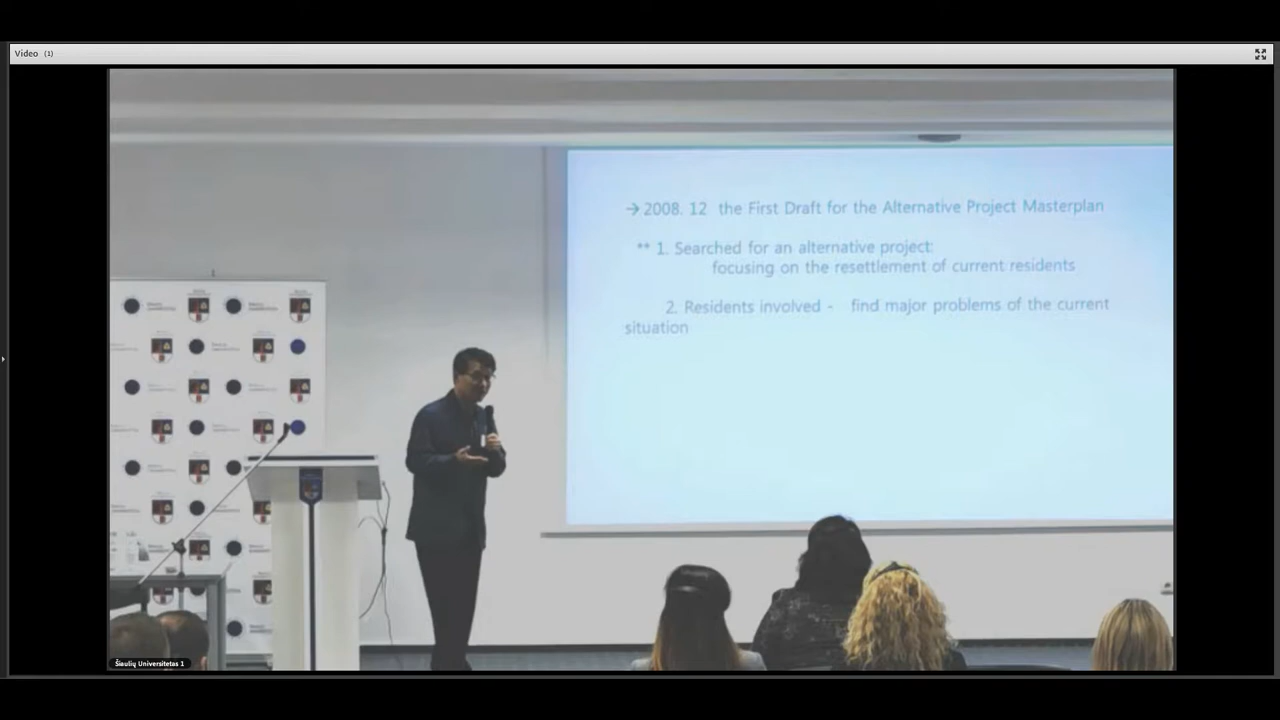 Video (1)
→ 2008. 12 the First Draft for the Alternative Project Masterplan
** 1. Searched for an alternative project:
focusing on the resettlement of current residents
2. Residents involved - find major problems of the current
situation
Šiaulių Universitetas 1